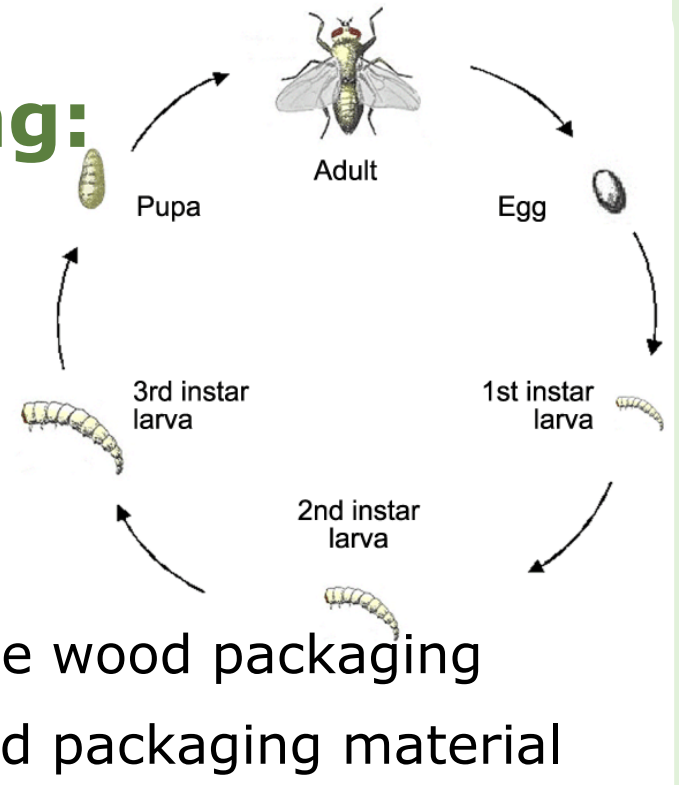 g:
Adult
Pupa
Egg
3rd instar
larva
1st instar
larva
2nd instar
larva
e wood packaging
d packaging material